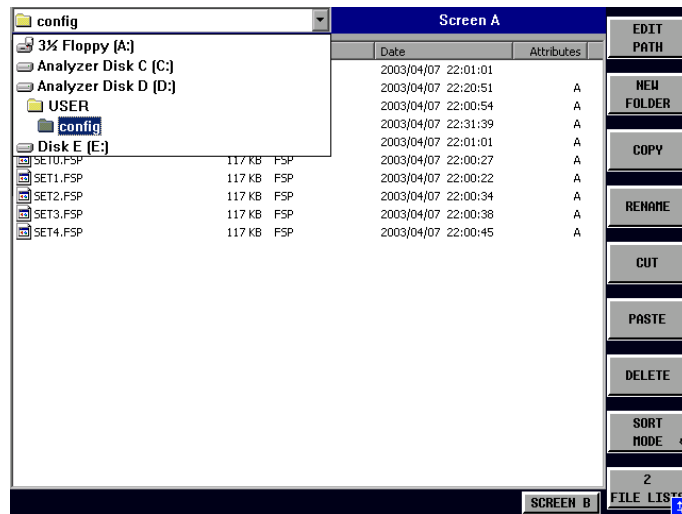 config
Screen A
3½ Floppy (A:)
Analyzer Disk C (C:)
Analyzer Disk D (D:)
USER
config
Disk E (E:)
Date Attributes
2003/04/07 22:01:01
2003/04/07 22:20:51 A
2003/04/07 22:00:54 A
2003/04/07 22:31:39 A
2003/04/07 22:01:01 A
SET0.FSP 117 KB FSP 2003/04/07 22:00:27 A
SET1.FSP 117 KB FSP 2003/04/07 22:00:22 A
SET2.FSP 117 KB FSP 2003/04/07 22:00:34 A
SET3.FSP 117 KB FSP 2003/04/07 22:00:38 A
SET4.FSP 117 KB FSP 2003/04/07 22:00:45 A
SCREEN B
EDIT
PATH
NEW
FOLDER
COPY
RENAME
CUT
PASTE
DELETE
SORT
MODE
2
FILE LISTS